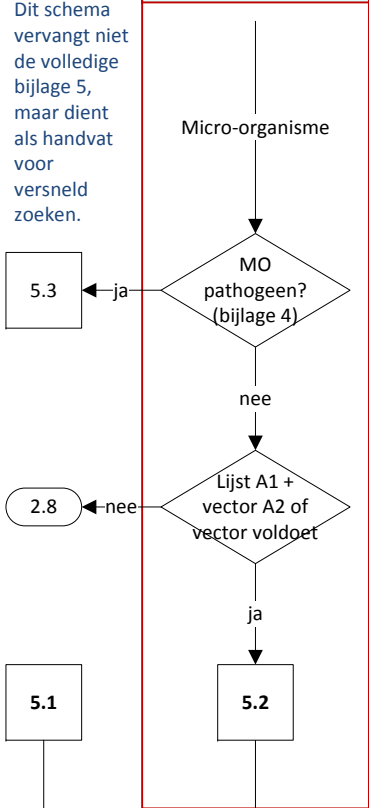 Dit schema
vervangt niet
de volledige
bijlage 5,
maar dient
als handvat
voor
versneld
zoeken.
Micro-organisme
MO
pathogeen?
(bijlage 4)
ja
5.3
nee
Lijst A1 +
vector A2 of
vector voldoet
nee
2.8
ja
5.1
5.2